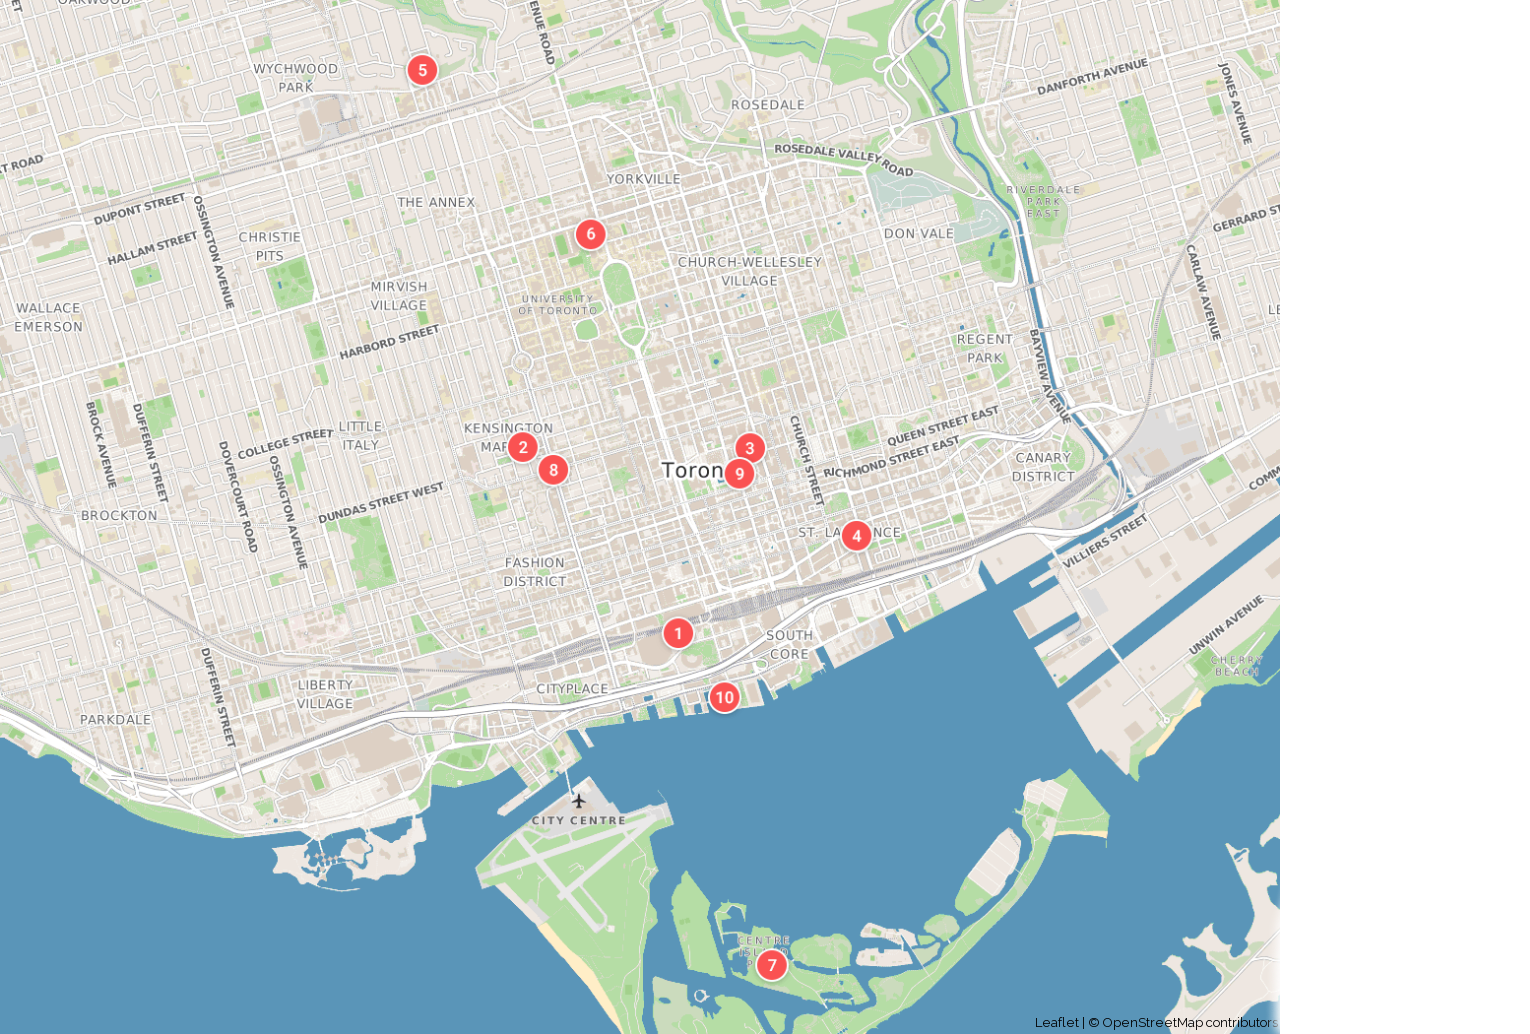 OAKWOOD
ENUE ROAD
WYCHWOOD
PARK
5
DANFORTH AVENUE
JONES AVENUE
ROSEDALE
ROSEDALE VALLEY ROAD
RT ROAD
YORKVILLE
THE ANNEX
RIVERDALE
PARK
EAST
DUPONT STREET
OSSINGTON AVENUE
HALLAM STREET
CHRISTIE
PITS
6
DON VALE
GERRARD ST
CARLAW AVENUE
CHURCH-WELLESLEY
VILLAGE
MIRVISH
VILLAGE
UNIVERSITY
OF TORONTO
WALLACE
EMERSON
LE
HARBORD STREET
REGENT
PARK
BAYVIEW AVENUE
BROCK AVENUE
DUFFERIN STREET
COLLEGE STREET
LITTLE
ITALY
KENSINGTON
MA
2
8
3
Toron
9
CHURCH STREET
QUEEN STREET EAST
RICHMOND STREET EAST
CANARY
DISTRICT
COMM
DOVERCOURT ROAD
OSSINGTON AVENUE
DUNDAS STREET WEST
BROCKTON
ST. LA
4
NCE
VILLIERS STREET
FASHION
DISTRICT
UNWIN AVENUE
1
SOUTH
CORE
CHERRY
BEACH
DUFFERIN STREET
LIBERTY
VILLAGE
CITYPLACE
10
PARKDALE
CITY CENTRE
CENTRE
7
Leaflet | © OpenStreetMap contributors